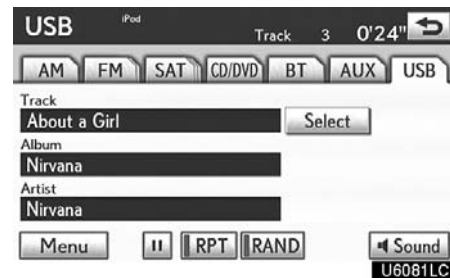 USB iPod Track 3 0'24"
AM FM SAT CD/DVD BT AUX USB
Track
About a Girl Select
Album
Nirvana
Artist
Nirvana
Menu RPT RAND Sound
U6081LC